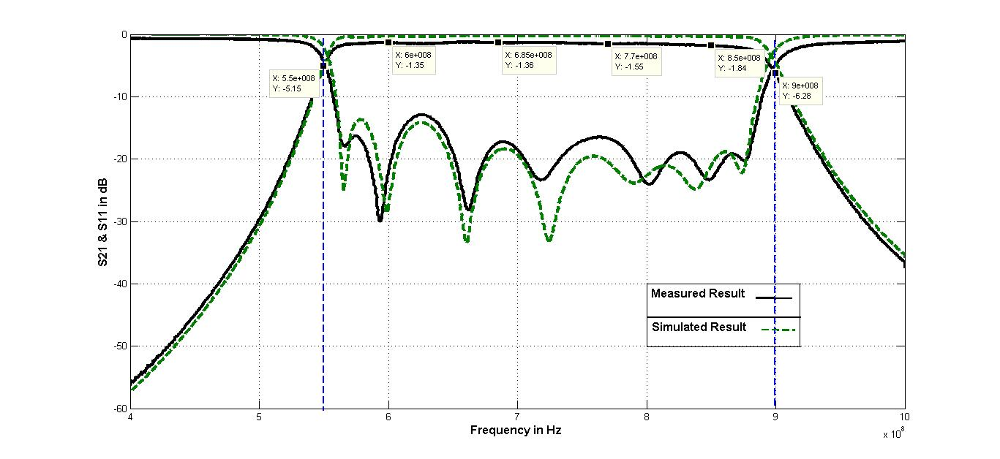 S21 & S11 in dB
0
-10
-20
-30
-40
-50
-60
X: 5.5e+008
Y: -5.15
X: 6e+008
Y: -1.35
X: 6.85e+008
Y: -1.36
X: 7.7e+008
Y: -1.55
X: 8.5e+008
Y: -1.84
X: 9e+008
Y: -6.28
Measured Result
Simulated Result
4 5 6 7 8 9 10
Frequency in Hz
x 10^8